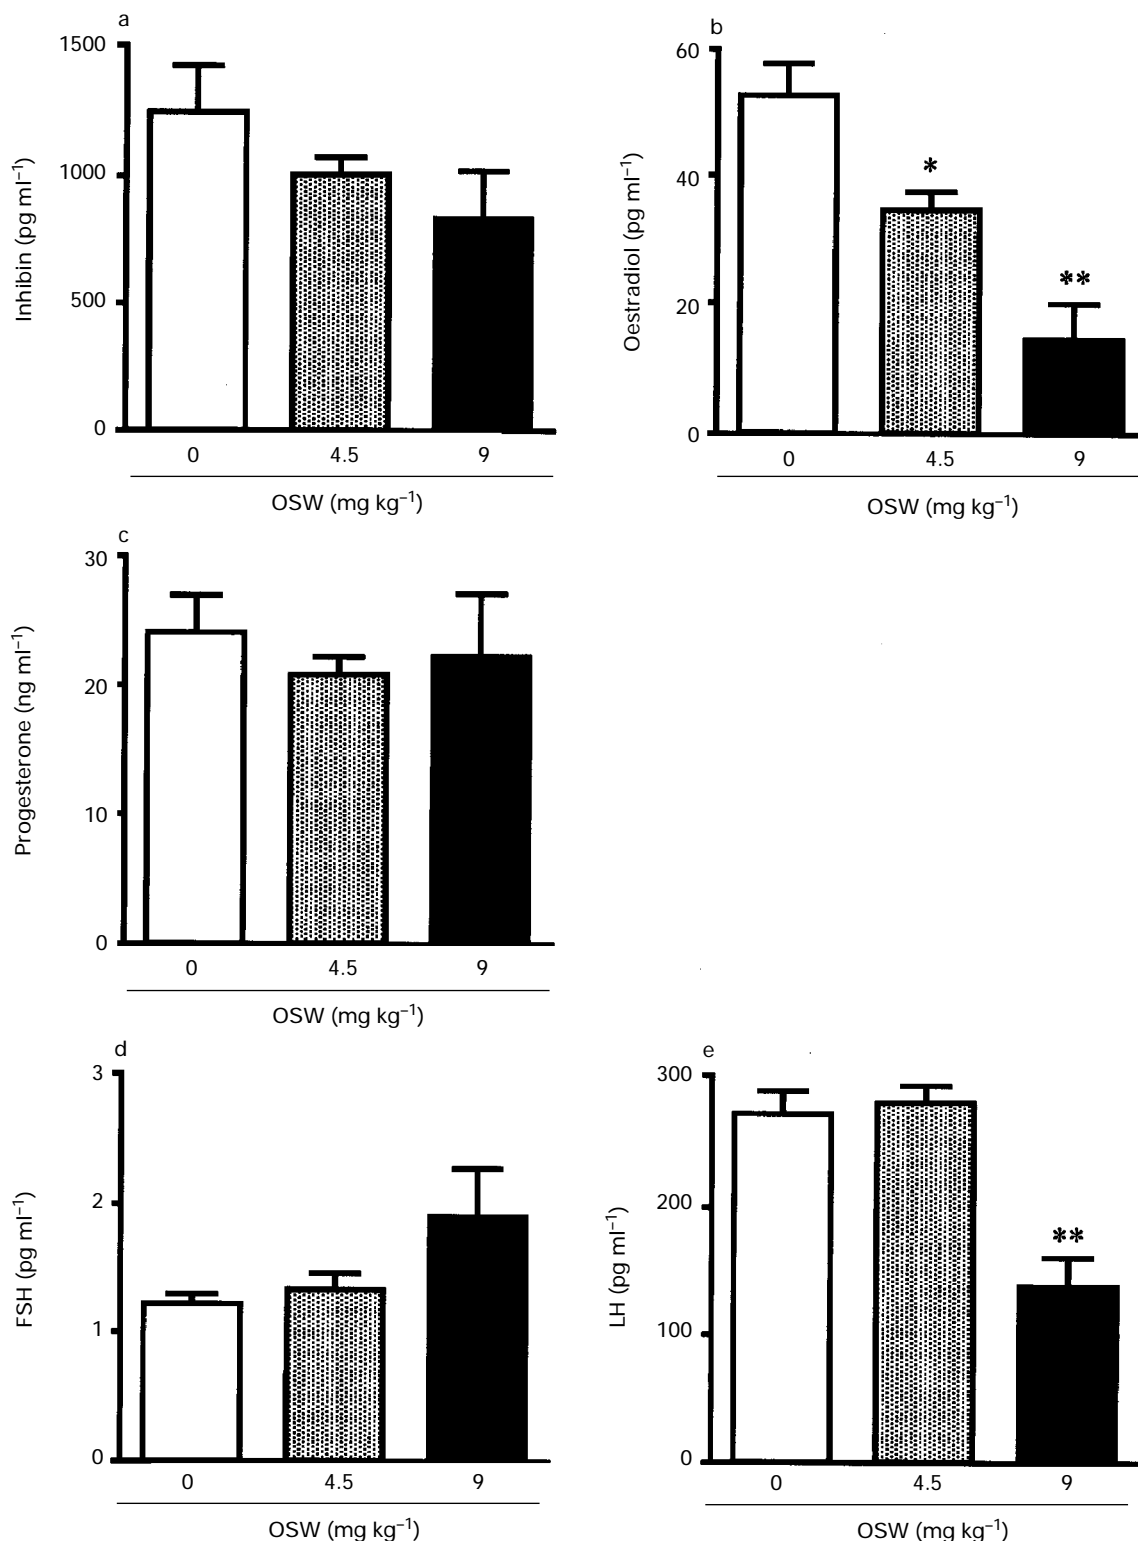 a
1500
1000
500
0
Inhibin (pg ml⁻¹)
0 4.5 9
OSW (mg kg⁻¹)
b
60
40
20
0
Oestradiol (pg ml⁻¹)
*
**
0 4.5 9
OSW (mg kg⁻¹)
c
30
20
10
0
Progesterone (ng ml⁻¹)
0 4.5 9
OSW (mg kg⁻¹)
d
3
2
1
0
FSH (pg ml⁻¹)
0 4.5 9
OSW (mg kg⁻¹)
e
300
200
100
0
LH (pg ml⁻¹)
**
0 4.5 9
OSW (mg kg⁻¹)